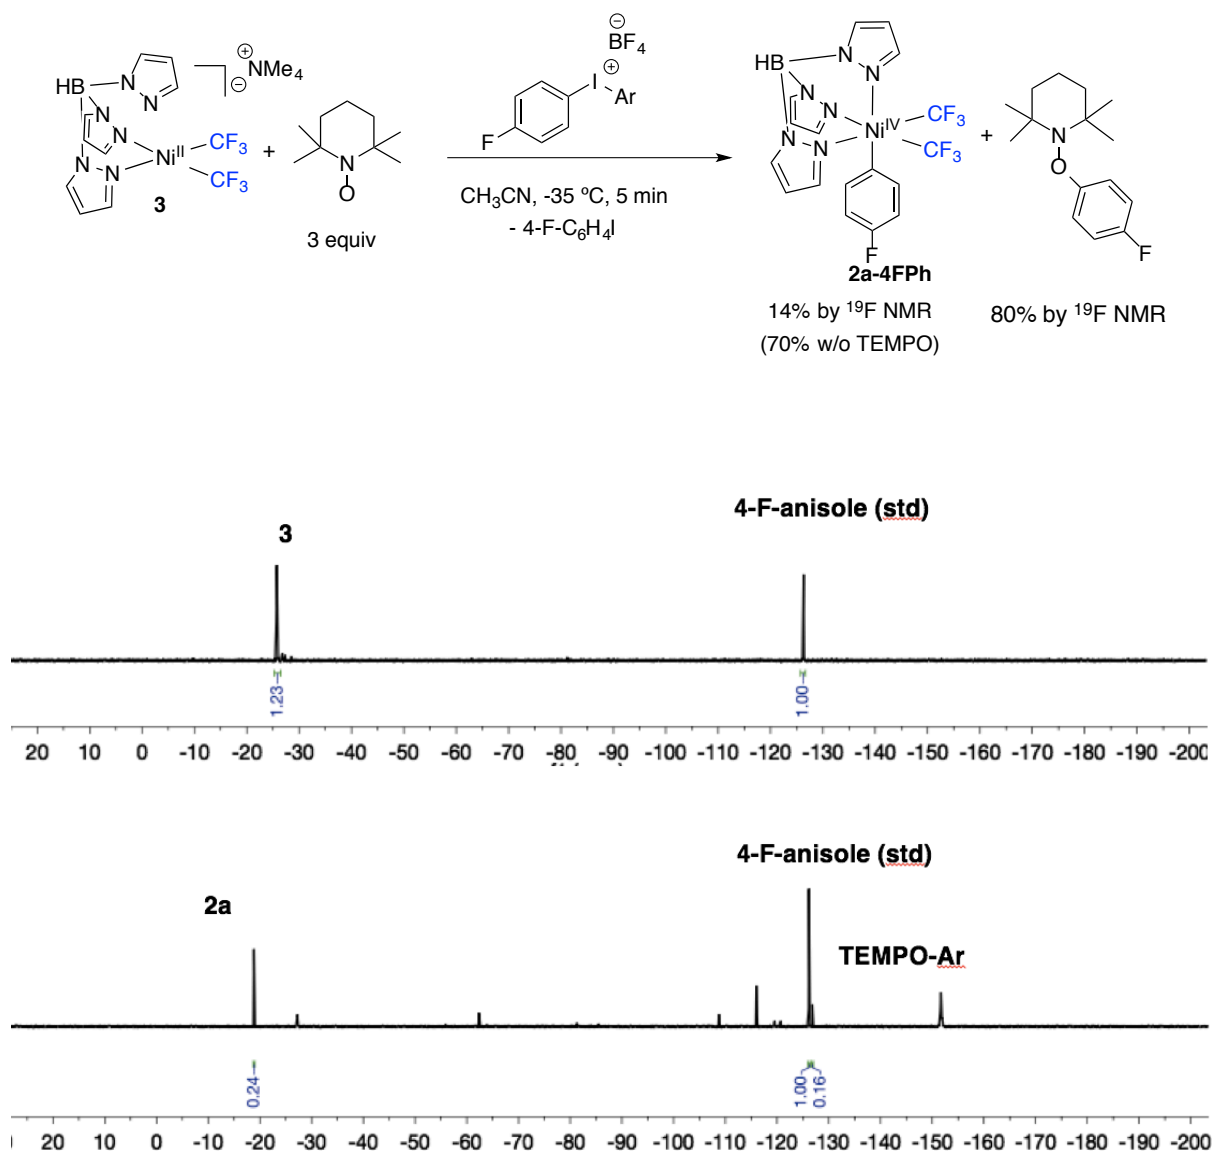 HB
N
N
N
N
N
N
Ni^II
CF3
CF3
3
⊖
⊕
NMe4
+
N
O
3 equiv
⊖
BF4
F
I
⊕
Ar
CH3CN, -35 ºC, 5 min
- 4-F-C6H4I
HB
N
N
N
N
N
N
Ni^IV
CF3
CF3
F
2a-4FPh
14% by 19F NMR
(70% w/o TEMPO)
+
N
O
F
80% by 19F NMR
3
4-F-anisole (std)
1.23
1.00
20 10 0 -10 -20 -30 -40 -50 -60 -70 -80 -90 -100 -110 -120 -130 -140 -150 -160 -170 -180 -190 -200
4-F-anisole (std)
2a
TEMPO-Ar
0.24
1.00
0.16
20 10 0 -10 -20 -30 -40 -50 -60 -70 -80 -90 -100 -110 -120 -130 -140 -150 -160 -170 -180 -190 -200